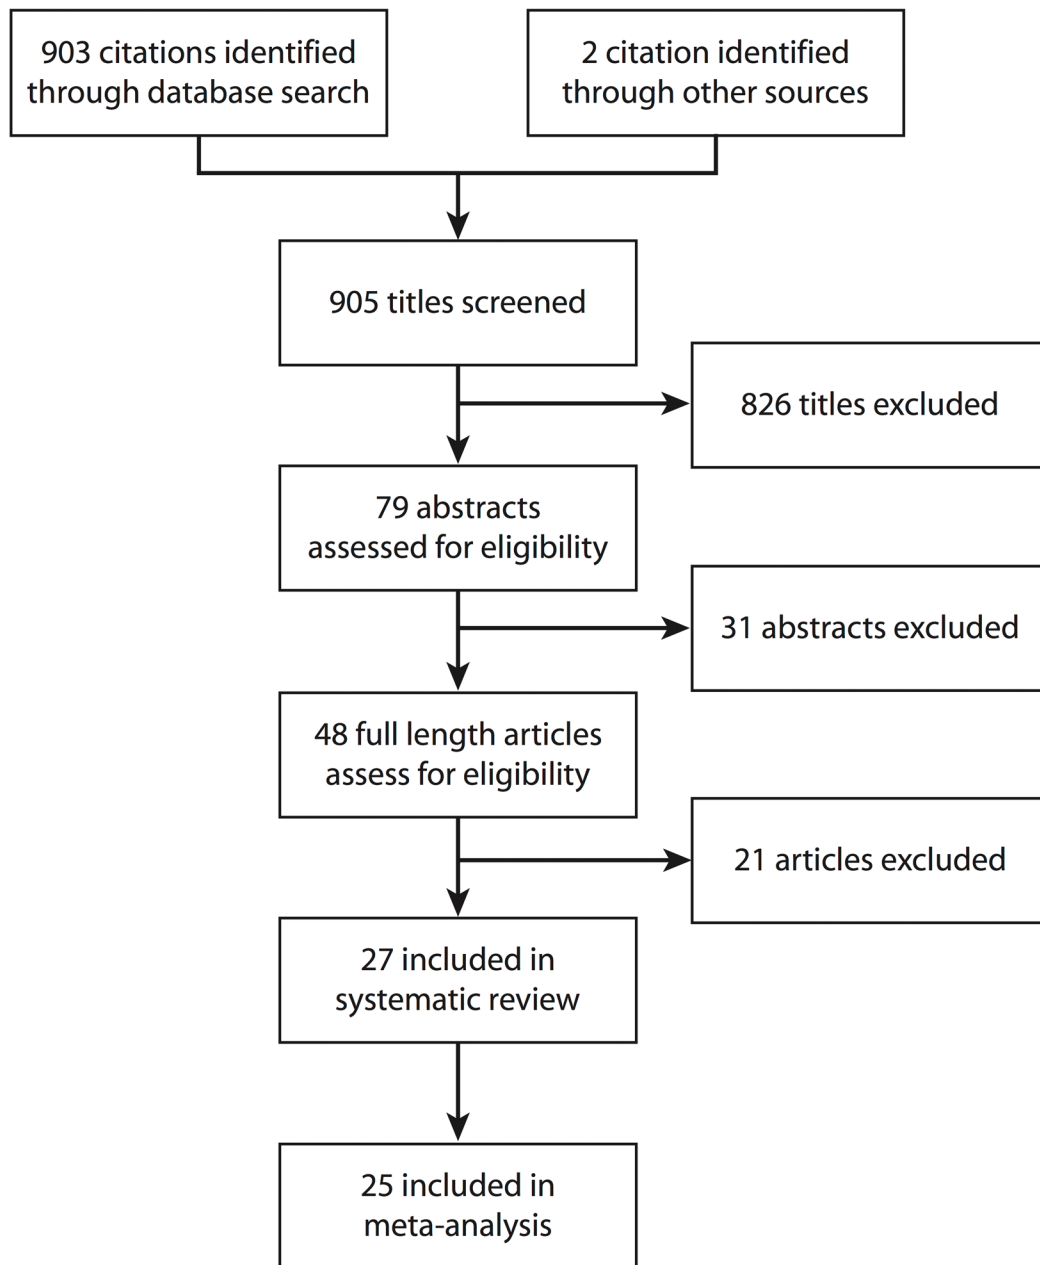 903 citations identified
through database search
2 citation identified
through other sources
905 titles screened
826 titles excluded
79 abstracts
assessed for eligibility
31 abstracts excluded
48 full length articles
assess for eligibility
21 articles excluded
27 included in
systematic review
25 included in
meta-analysis